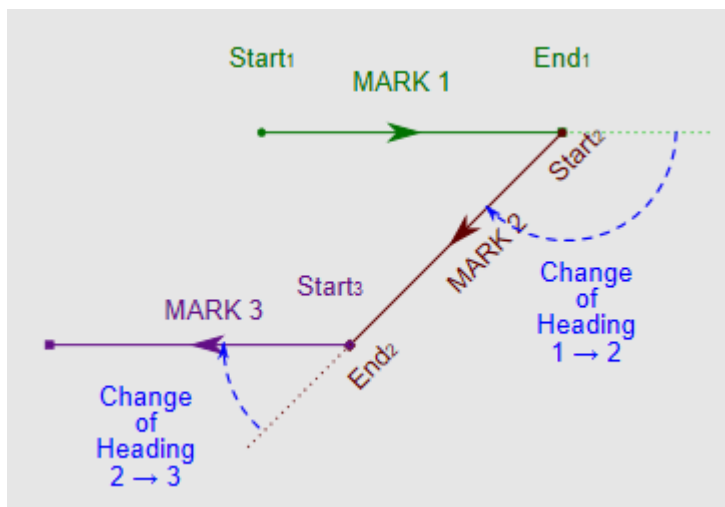 Start₁
End₁
MARK 1
Start₂
MARK 2
Change
of
Heading
1 → 2
Start₃
MARK 3
End₂
Change
of
Heading
2 → 3